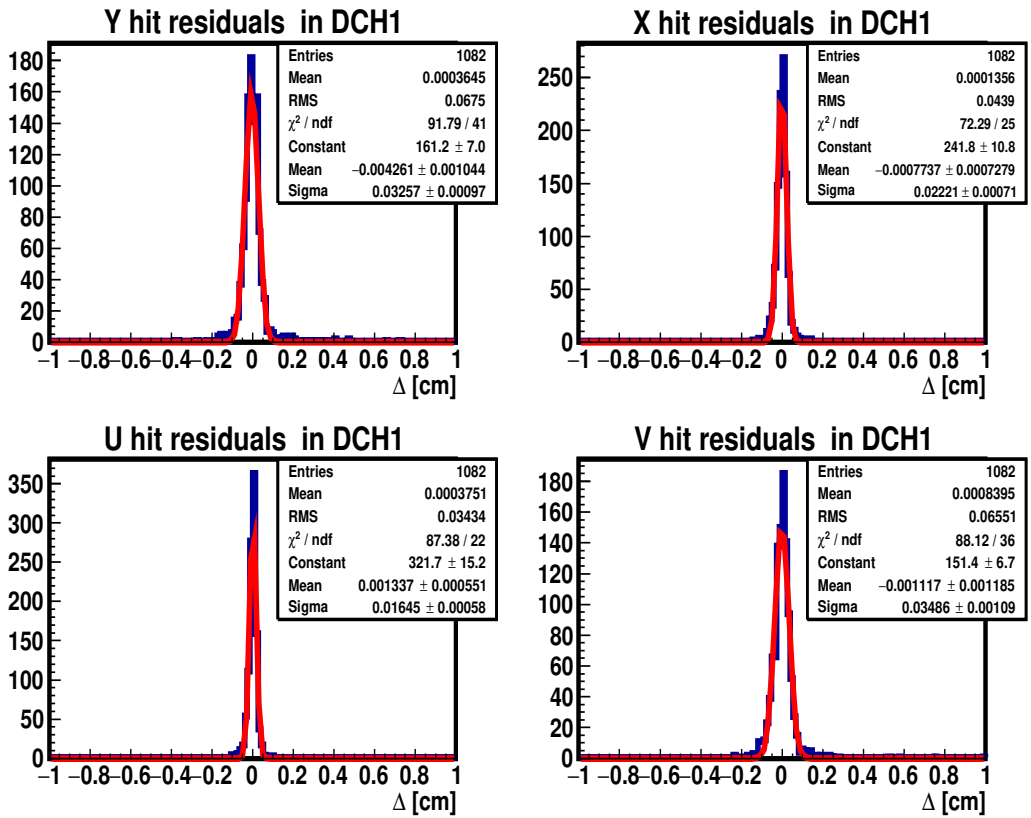 Y hit residuals in DCH1
Entries 1082
Mean 0.0003645
RMS 0.0675
χ² / ndf 91.79 / 41
Constant 161.2 ± 7.0
Mean −0.004261 ± 0.001044
Sigma 0.03257 ± 0.00097
180
160
140
120
100
80
60
40
20
0
−1 −0.8 −0.6 −0.4 −0.2 0 0.2 0.4 0.6 0.8 1
Δ [cm]
X hit residuals in DCH1
Entries 1082
Mean 0.0001356
RMS 0.0439
χ² / ndf 72.29 / 25
Constant 241.8 ± 10.8
Mean −0.0007737 ± 0.0007279
Sigma 0.02221 ± 0.00071
250
200
150
100
50
0
−1 −0.8 −0.6 −0.4 −0.2 0 0.2 0.4 0.6 0.8 1
Δ [cm]
U hit residuals in DCH1
Entries 1082
Mean 0.0003751
RMS 0.03434
χ² / ndf 87.38 / 22
Constant 321.7 ± 15.2
Mean 0.001337 ± 0.000551
Sigma 0.01645 ± 0.00058
350
300
250
200
150
100
50
0
−1 −0.8 −0.6 −0.4 −0.2 0 0.2 0.4 0.6 0.8 1
Δ [cm]
V hit residuals in DCH1
Entries 1082
Mean 0.0008395
RMS 0.06551
χ² / ndf 88.12 / 36
Constant 151.4 ± 6.7
Mean −0.001117 ± 0.001185
Sigma 0.03486 ± 0.00109
180
160
140
120
100
80
60
40
20
0
−1 −0.8 −0.6 −0.4 −0.2 0 0.2 0.4 0.6 0.8 1
Δ [cm]